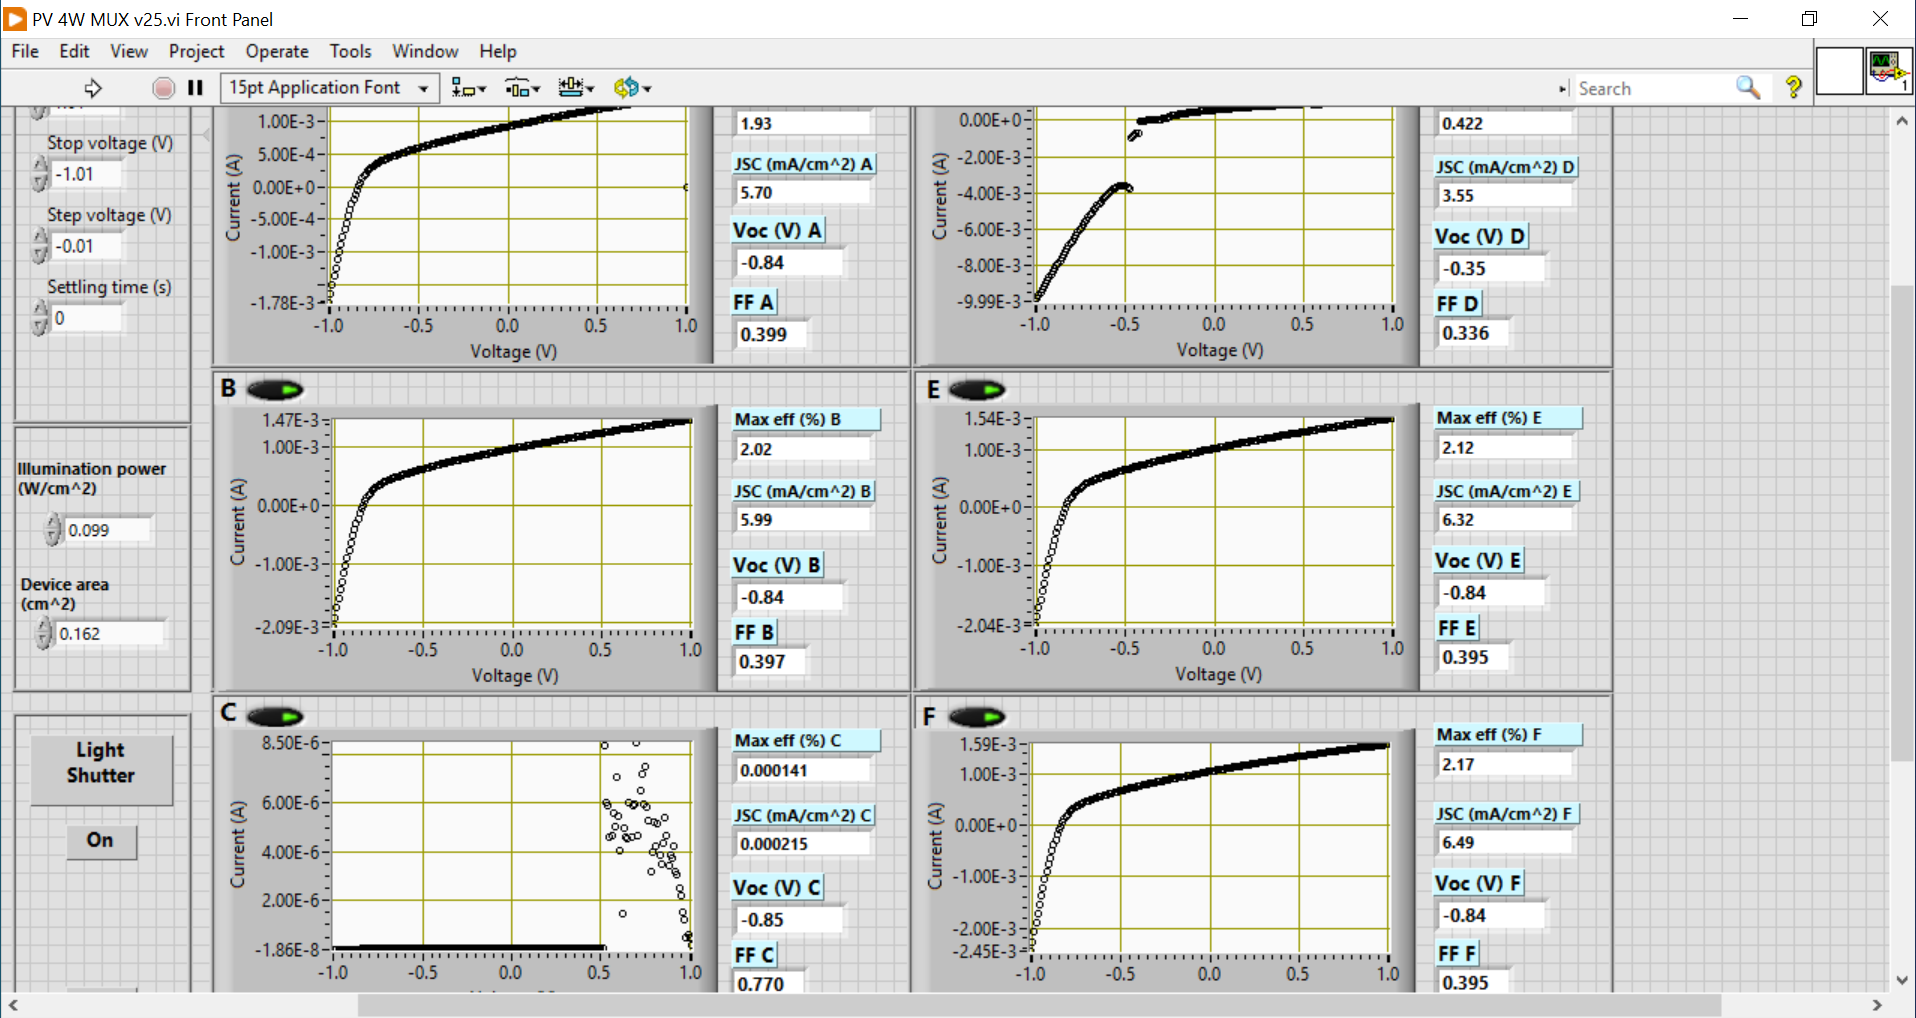 PV 4W MUX v25.vi Front Panel
File Edit View Project Operate Tools Window Help
15pt Application Font
Search
1
Stop voltage (V)
-1.01
Step voltage (V)
-0.01
Settling time (s)
0
Illumination power
(W/cm^2)
0.099
Device area
(cm^2)
0.162
Light
Shutter
On
Current (A)
1.00E-3
5.00E-4
0.00E+0
-5.00E-4
-1.00E-3
-1.78E-3
-1.0 -0.5 0.0 0.5 1.0
Voltage (V)
1.93
JSC (mA/cm^2) A
5.70
Voc (V) A
-0.84
FF A
0.399
Current (A)
0.00E+0
-2.00E-3
-4.00E-3
-6.00E-3
-8.00E-3
-9.99E-3
-1.0 -0.5 0.0 0.5 1.0
Voltage (V)
0.422
JSC (mA/cm^2) D
3.55
Voc (V) D
-0.35
FF D
0.336
B
Current (A)
1.47E-3
1.00E-3
0.00E+0
-1.00E-3
-2.09E-3
-1.0 -0.5 0.0 0.5 1.0
Voltage (V)
Max eff (%) B
2.02
JSC (mA/cm^2) B
5.99
Voc (V) B
-0.84
FF B
0.397
E
Current (A)
1.54E-3
1.00E-3
0.00E+0
-1.00E-3
-2.04E-3
-1.0 -0.5 0.0 0.5 1.0
Voltage (V)
Max eff (%) E
2.12
JSC (mA/cm^2) E
6.32
Voc (V) E
-0.84
FF E
0.395
C
Current (A)
8.50E-6
6.00E-6
4.00E-6
2.00E-6
-1.86E-8
-1.0 -0.5 0.0 0.5 1.0
Max eff (%) C
0.000141
JSC (mA/cm^2) C
0.000215
Voc (V) C
-0.85
FF C
0.770
F
Current (A)
1.59E-3
1.00E-3
0.00E+0
-1.00E-3
-2.00E-3
-2.45E-3
-1.0 -0.5 0.0 0.5 1.0
Max eff (%) F
2.17
JSC (mA/cm^2) F
6.49
Voc (V) F
-0.84
FF F
0.395